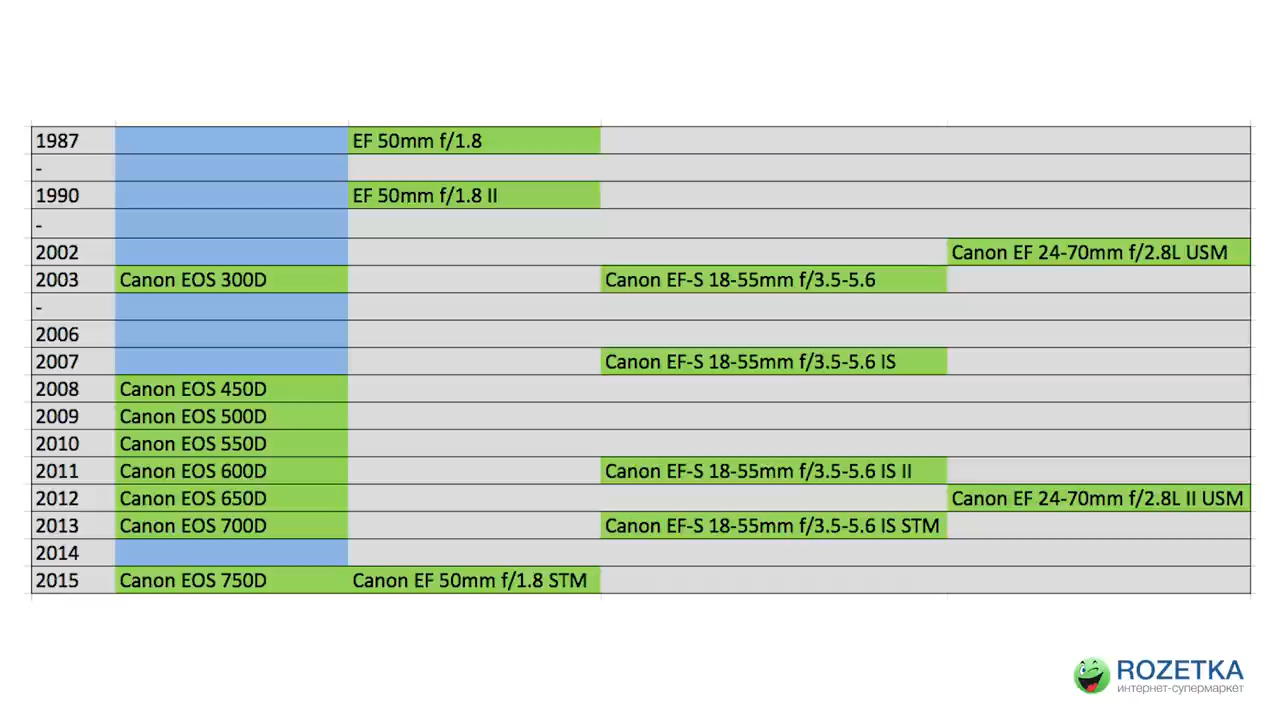 1987 EF 50mm f/1.8
-
1990 EF 50mm f/1.8 II
-
2002 Canon EF 24-70mm f/2.8L USM
2003 Canon EOS 300D Canon EF-S 18-55mm f/3.5-5.6
-
2006
2007 Canon EF-S 18-55mm f/3.5-5.6 IS
2008 Canon EOS 450D
2009 Canon EOS 500D
2010 Canon EOS 550D
2011 Canon EOS 600D Canon EF-S 18-55mm f/3.5-5.6 IS II
2012 Canon EOS 650D Canon EF 24-70mm f/2.8L II USM
2013 Canon EOS 700D Canon EF-S 18-55mm f/3.5-5.6 IS STM
2014
2015 Canon EOS 750D Canon EF 50mm f/1.8 STM
ROZETKA
интернет-супермаркет